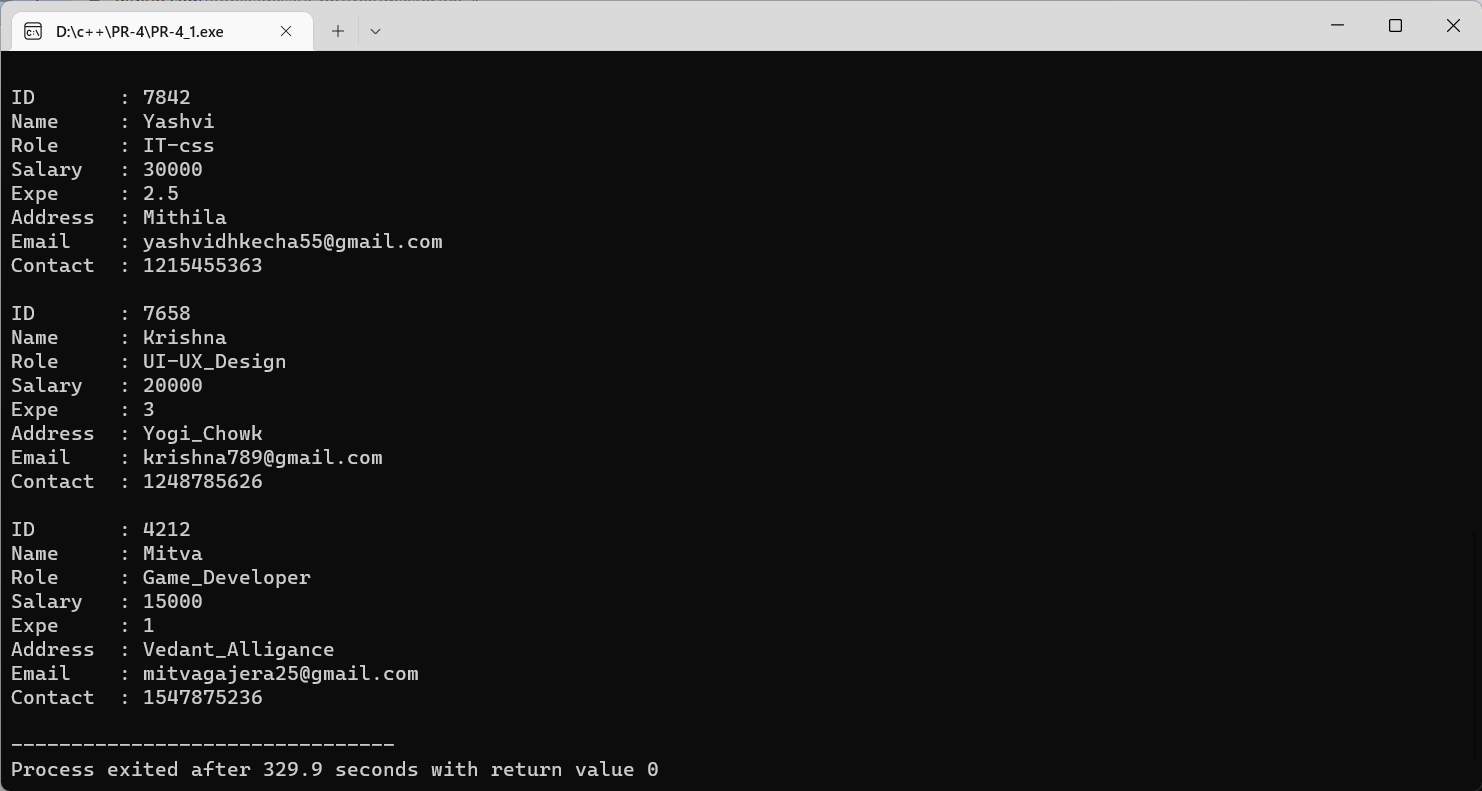 D:\c++\PR-4\PR-4_1.exe
ID       : 7842
Name     : Yashvi
Role     : IT-css
Salary   : 30000
Expe     : 2.5
Address  : Mithila
Email    : yashvidhkecha55@gmail.com
Contact  : 1215455363

ID       : 7658
Name     : Krishna
Role     : UI-UX_Design
Salary   : 20000
Expe     : 3
Address  : Yogi_Chowk
Email    : krishna789@gmail.com
Contact  : 1248785626

ID       : 4212
Name     : Mitva
Role     : Game_Developer
Salary   : 15000
Expe     : 1
Address  : Vedant_Alligance
Email    : mitvagajera25@gmail.com
Contact  : 1547875236

--------------------------------
Process exited after 329.9 seconds with return value 0